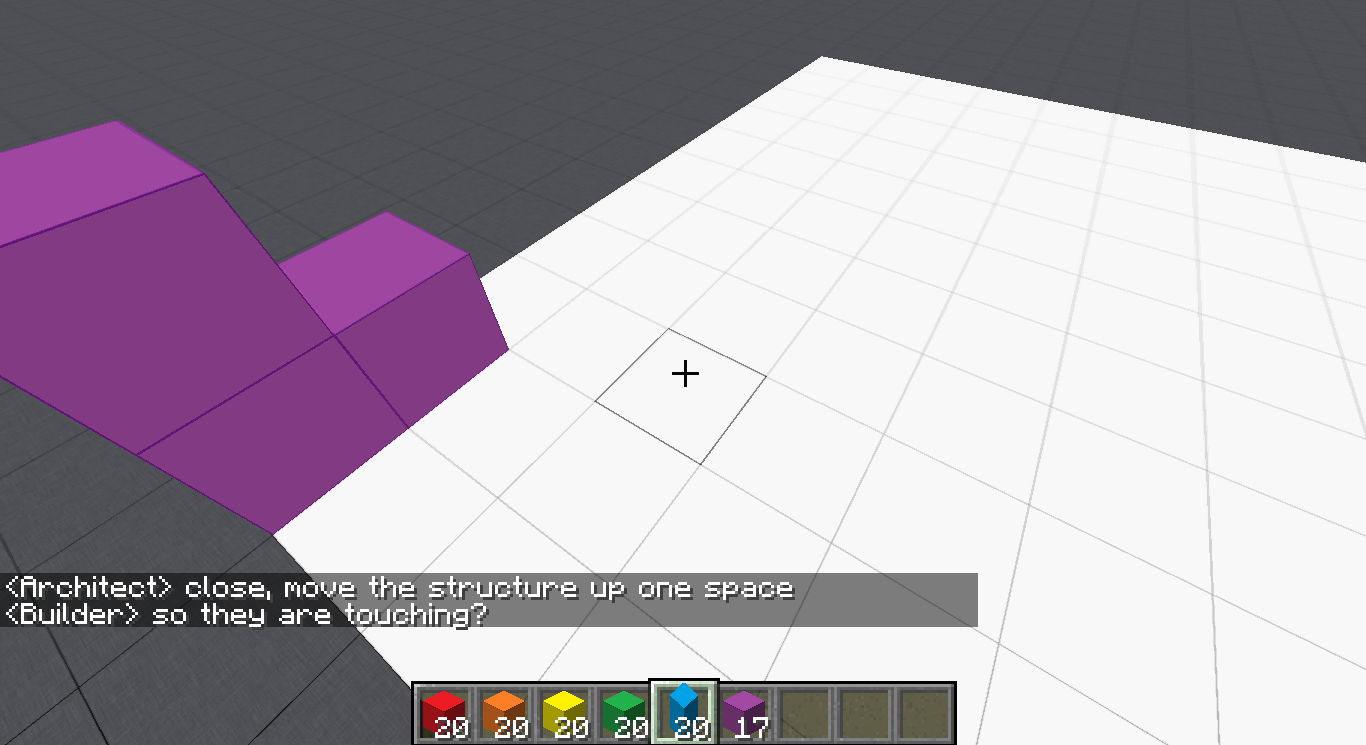 <Architect> close, move the structure up one space
<Builder> so they are touching?
20 20 20 20 20 17